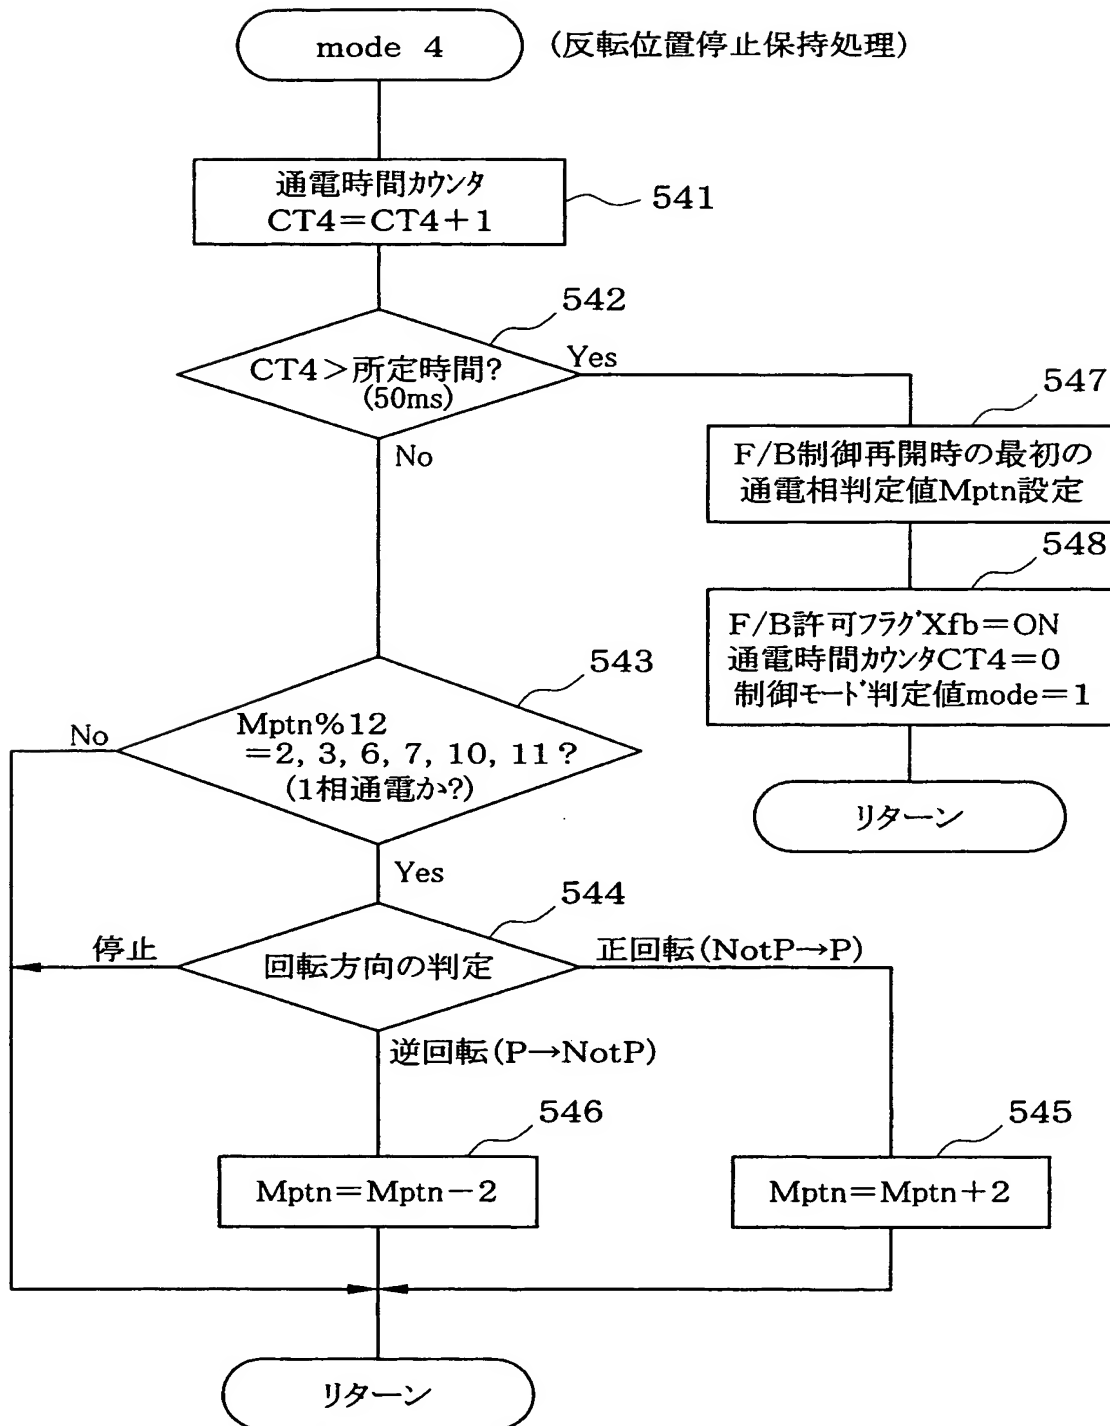 mode 4
(反転位置停止保持処理)
通電時間カウンタ
CT4=CT4+1
541
542
CT4>所定時間?
(50ms)
Yes
No
547
F/B制御再開時の最初の
通電相判定値Mptn設定
548
F/B許可フラグXfb=ON
通電時間カウンタCT4=0
制御モード判定値mode=1
リターン
543
Mptn%12
=2, 3, 6, 7, 10, 11?
(1相通電か?)
No
Yes
544
停止
回転方向の判定
正回転(NotP→P)
逆回転(P→NotP)
546
Mptn=Mptn-2
545
Mptn=Mptn+2
リターン